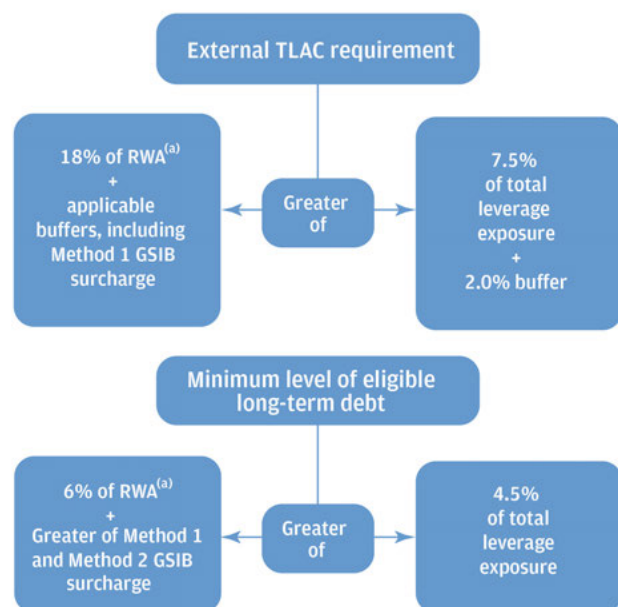 External TLAC requirement
18% of RWA(a)
+
applicable
buffers, including
Method 1 GSIB
surcharge
Greater
of
7.5%
of total
leverage
exposure
+
2.0% buffer
Minimum level of eligible
long-term debt
6% of RWA(a)
+
Greater of Method 1
and Method 2 GSIB
surcharge
Greater
of
4.5%
of total
leverage
exposure